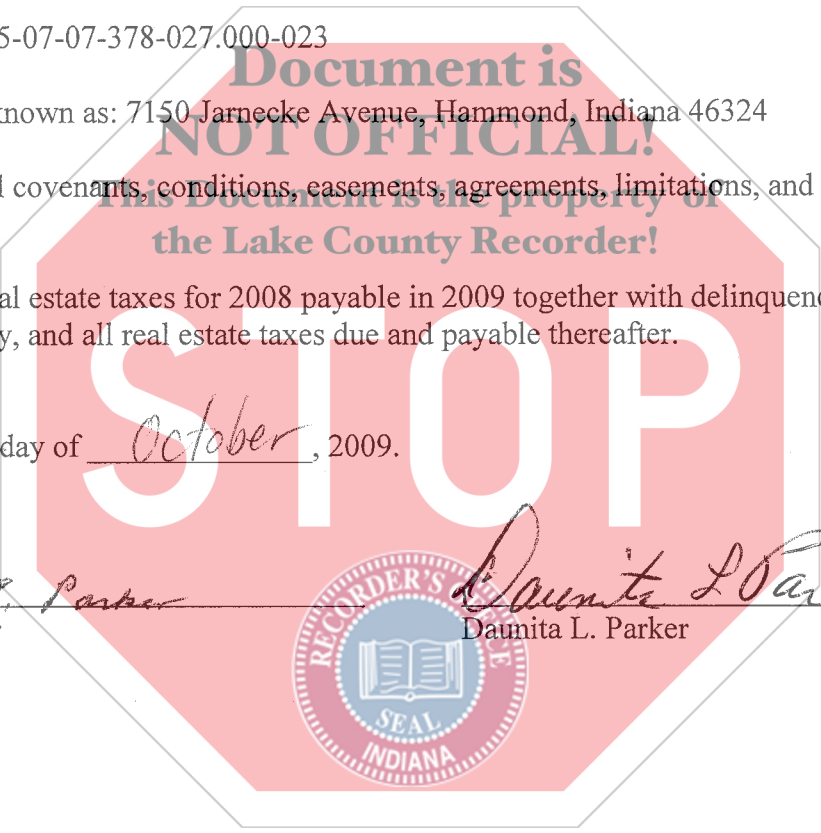 5-07-07-378-027.000-023
Document is
known as: 7150 Jarnecke Avenue, Hammond, Indiana 46324
NOT OFFICIAL!
covenants, conditions, easements, agreements, limitations, and
This Document is the property of
the Lake County Recorder!
al estate taxes for 2008 payable in 2009 together with delinquenc
y, and all real estate taxes due and payable thereafter.
STOP
day of October, 2009.
Parker Daunita L Par
Daunita L. Parker
RECORDER'S OFFICE
SEAL
INDIANA